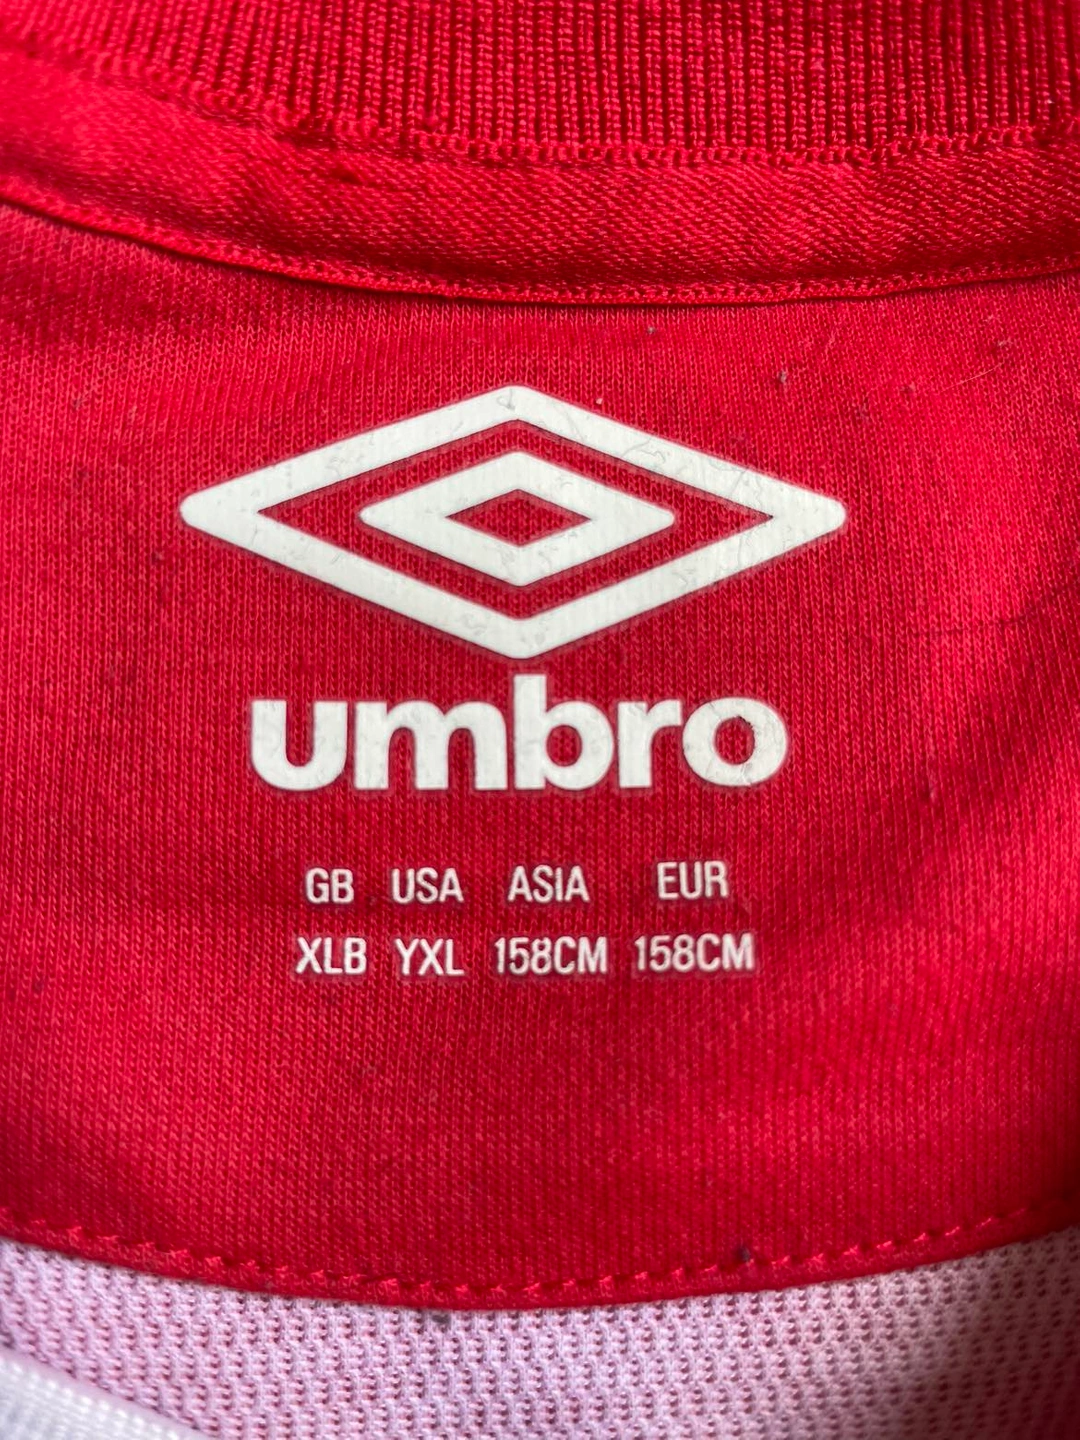 umbro
GB USA ASIA EUR
XLB YXL 158CM 158CM